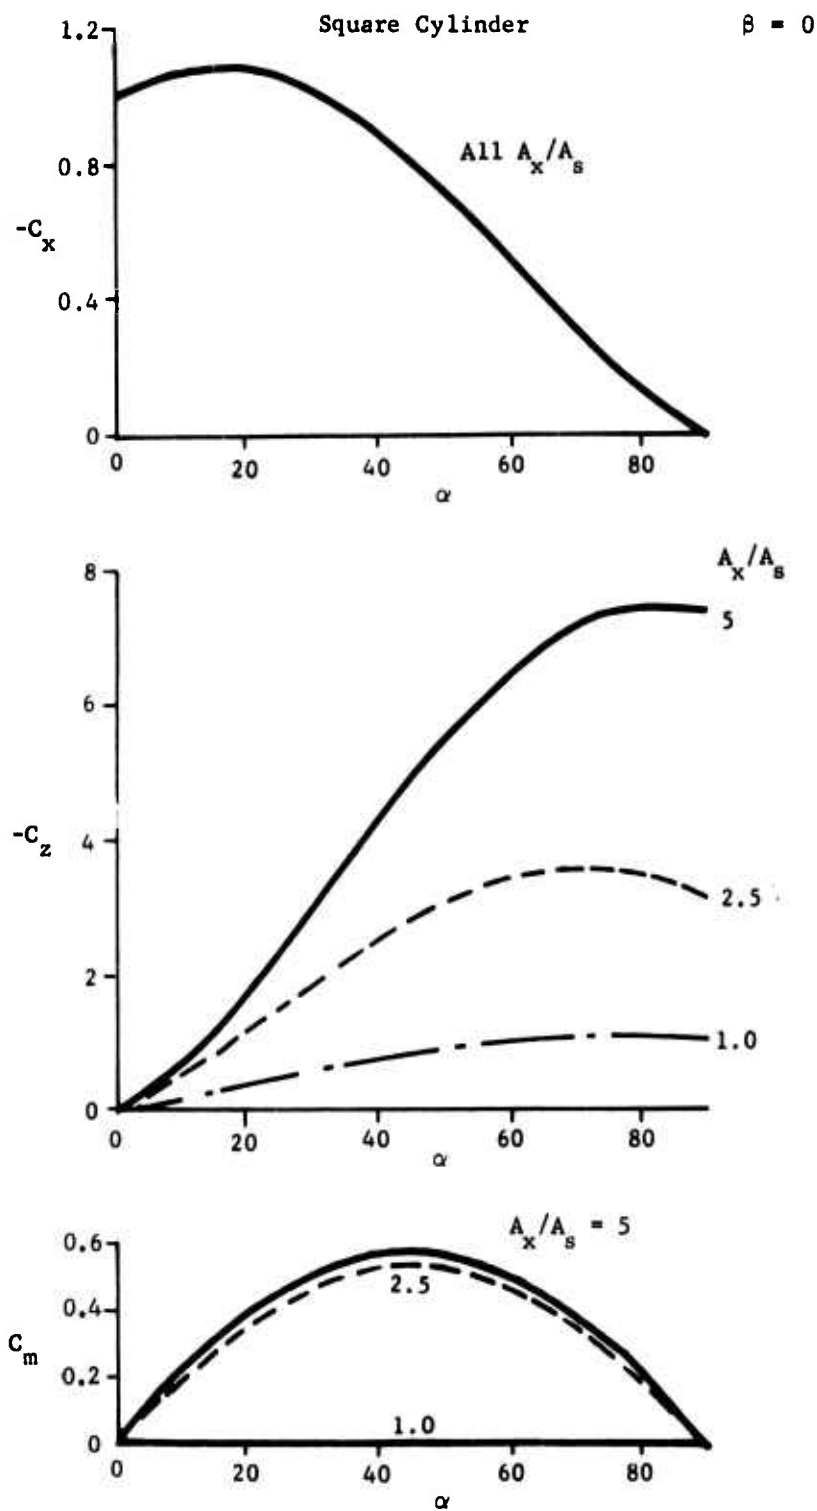 Square Cylinder β = 0
1.2
0.8
0.4
0
-C_x
All A_x/A_s
0 20 40 60 80
α
A_x/A_s
8
6
4
2
0
-C_z
5
2.5
1.0
0 20 40 60 80
α
A_x/A_s = 5
0.6
0.4
0.2
0
C_m
2.5
1.0
0 20 40 60 80
α